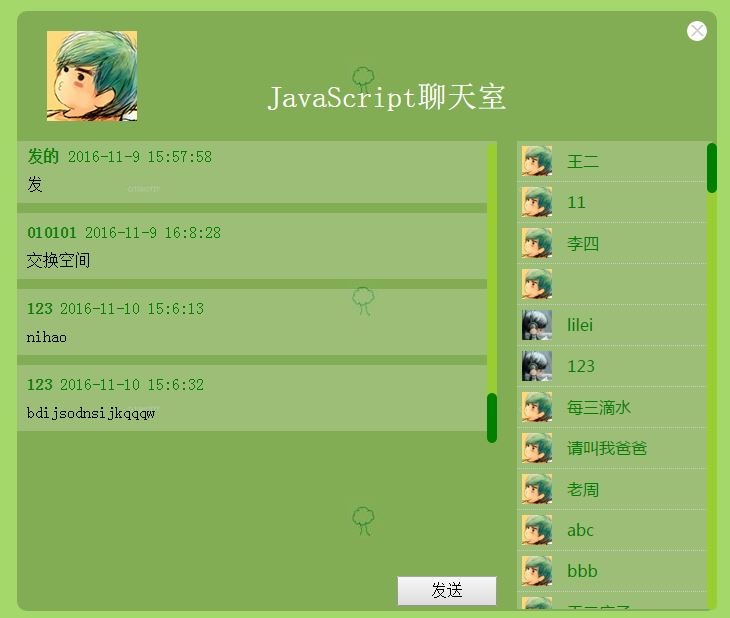 JavaScript聊天室
发的 2016-11-9 15:57:58
发
010101 2016-11-9 16:8:28
交换空间
123 2016-11-10 15:6:13
nihao
123 2016-11-10 15:6:32
bdijsodnsijkqqqw
发送
王二
11
李四
lilei
123
每三滴水
请叫我爸爸
老周
abc
bbb